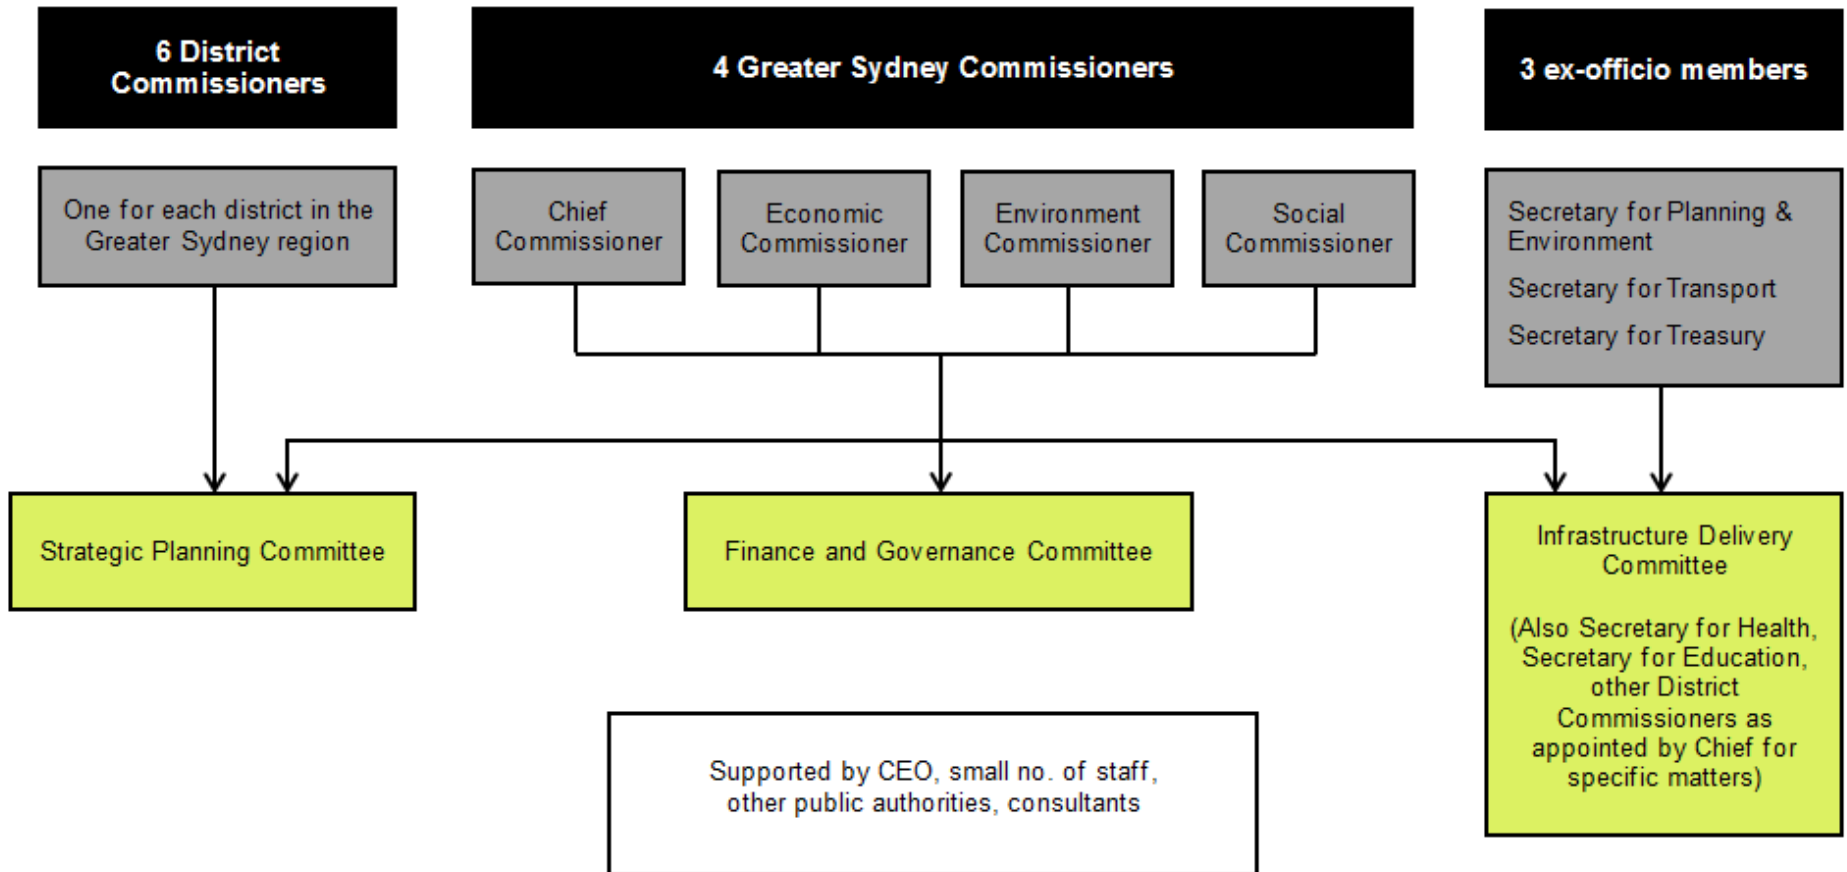 6 District
Commissioners
4 Greater Sydney Commissioners
3 ex-officio members
One for each district in the
Greater Sydney region
Chief
Commissioner
Economic
Commissioner
Environment
Commissioner
Social
Commissioner
Secretary for Planning &
Environment
Secretary for Transport
Secretary for Treasury
Strategic Planning Committee
Finance and Governance Committee
Infrastructure Delivery
Committee
(Also Secretary for Health,
Secretary for Education,
other District
Commissioners as
appointed by Chief for
specific matters)
Supported by CEO, small no. of staff,
other public authorities, consultants